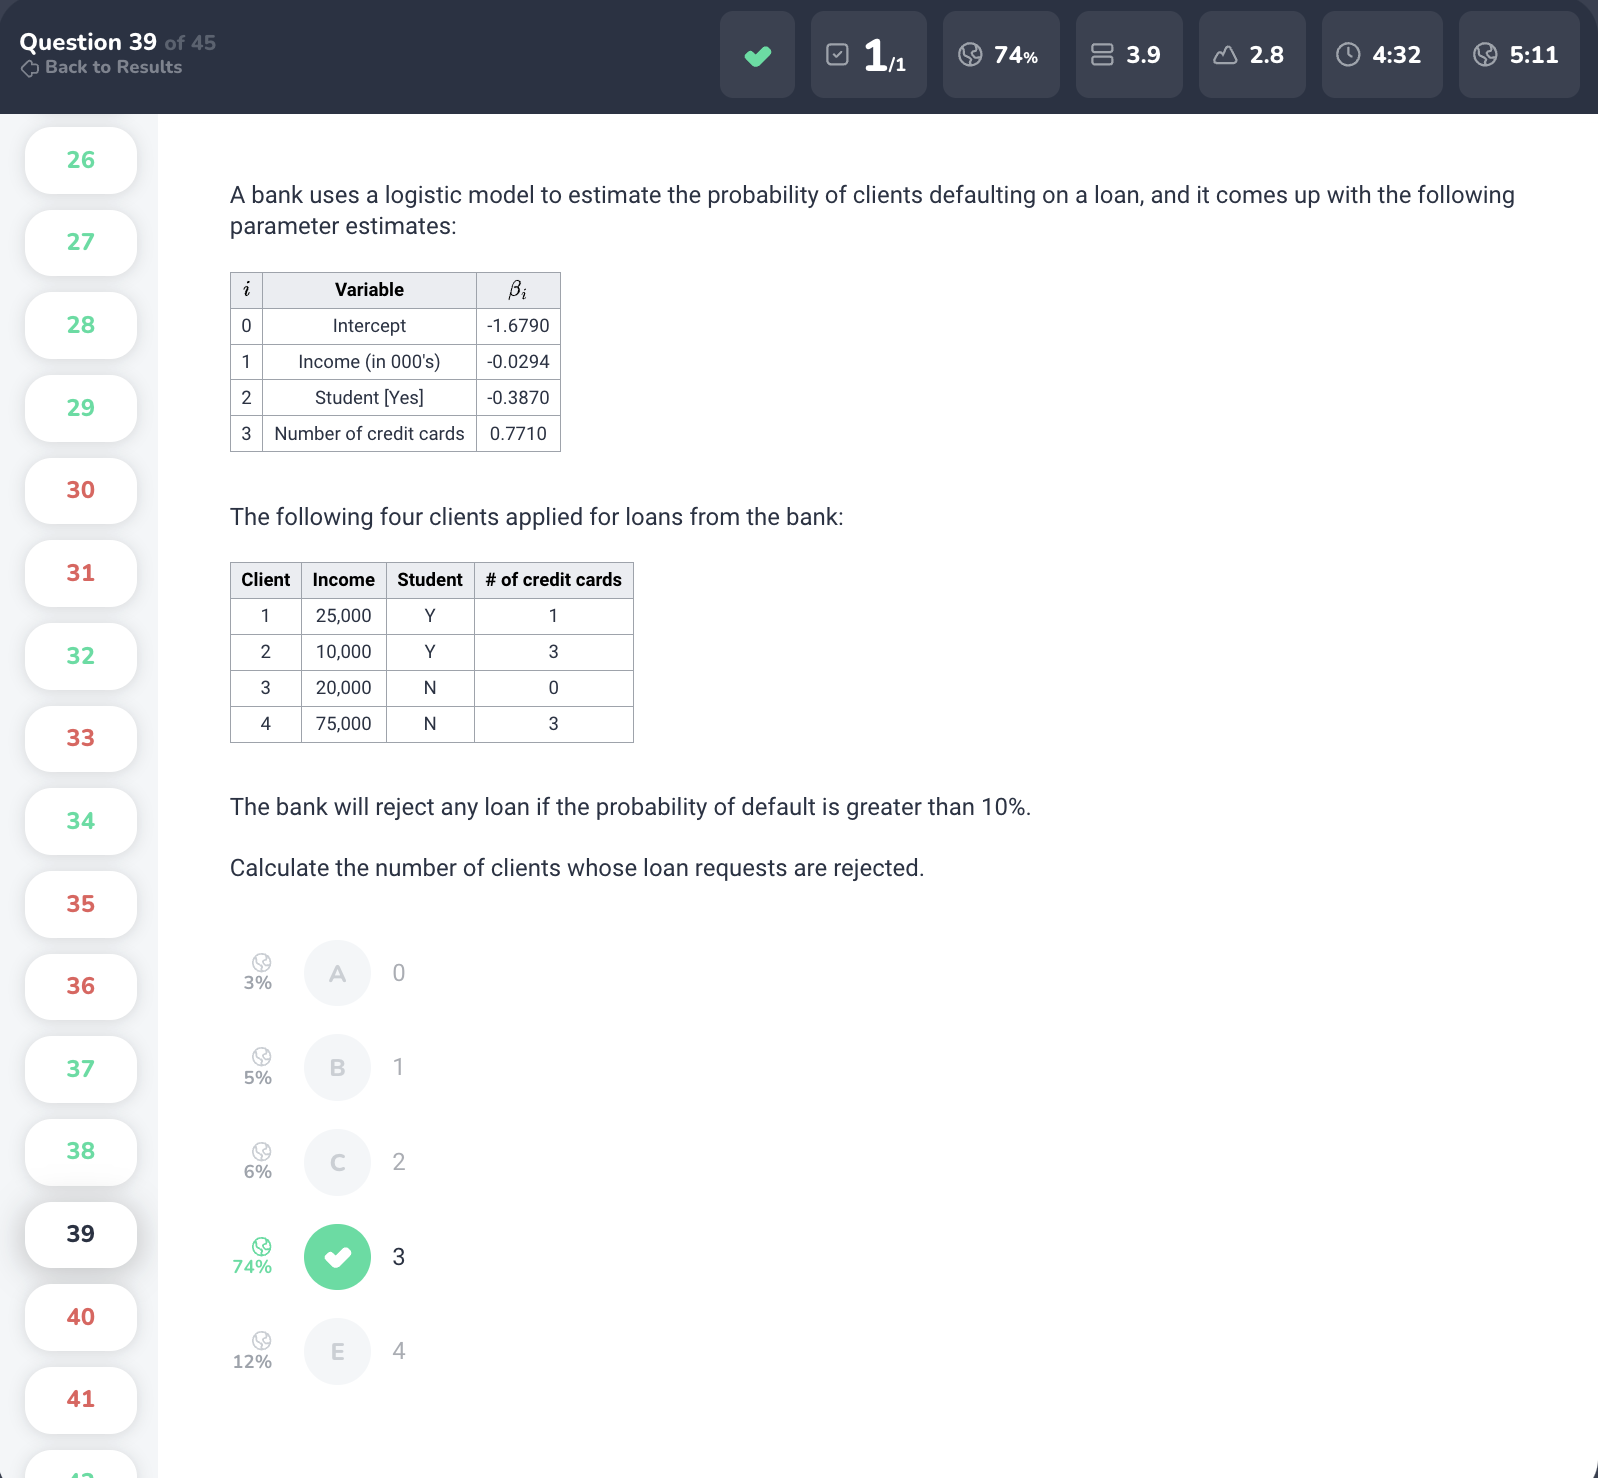 Question 39 of 45
Back to Results
1/1
74%
3.9
2.8
4:32
5:11
26
27
28
29
30
31
32
33
34
35
36
37
38
39
40
41
A bank uses a logistic model to estimate the probability of clients defaulting on a loan, and it comes up with the following
parameter estimates:
i Variable βi
0 Intercept -1.6790
1 Income (in 000's) -0.0294
2 Student [Yes] -0.3870
3 Number of credit cards 0.7710
The following four clients applied for loans from the bank:
Client Income Student # of credit cards
1 25,000 Y 1
2 10,000 Y 3
3 20,000 N 0
4 75,000 N 3
The bank will reject any loan if the probability of default is greater than 10%.
Calculate the number of clients whose loan requests are rejected.
3% A 0
5% B 1
6% C 2
74% 3
12% E 4